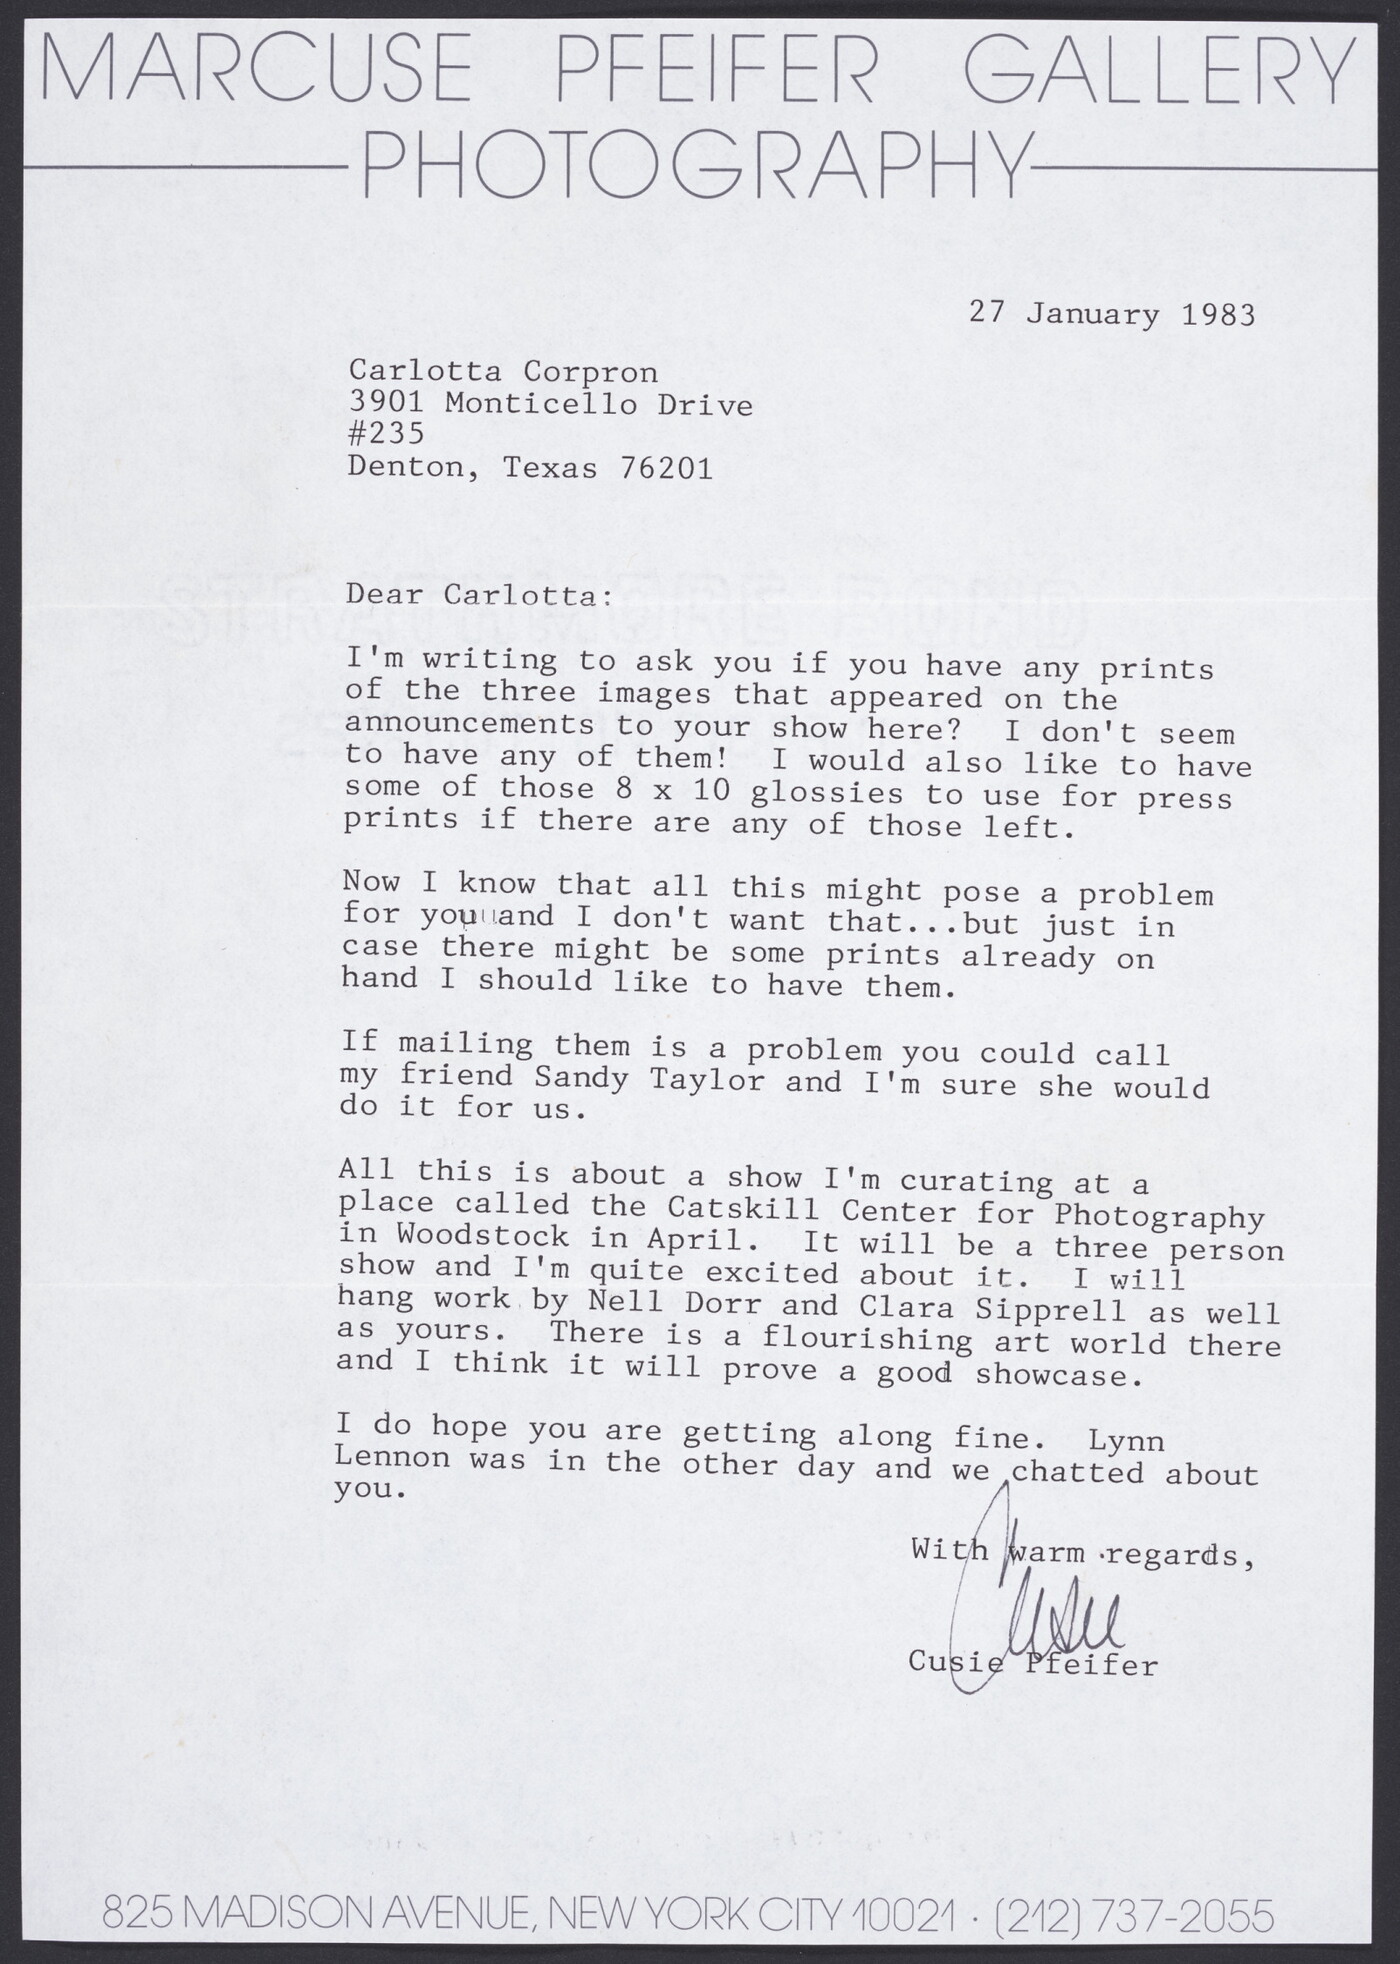 MARCUSE PFEIFER GALLERY
PHOTOGRAPHY
27 January 1983
Carlotta Corpron
3901 Monticello Drive
#235
Denton, Texas 76201
Dear Carlotta:
I'm writing to ask you if you have any prints
of the three images that appeared on the
announcements to your show here?  I don't seem
to have any of them!  I would also like to have
some of those 8 x 10 glossies to use for press
prints if there are any of those left.
Now I know that all this might pose a problem
for you and I don't want that...but just in
case there might be some prints already on
hand I should like to have them.
If mailing them is a problem you could call
my friend Sandy Taylor and I'm sure she would
do it for us.
All this is about a show I'm curating at a
place called the Catskill Center for Photography
in Woodstock in April.  It will be a three person
show and I'm quite excited about it.  I will
hang work by Nell Dorr and Clara Sipprell as well
as yours.  There is a flourishing art world there
and I think it will prove a good showcase.
I do hope you are getting along fine.  Lynn
Lennon was in the other day and we chatted about
you.
With warm regards,
Cusie
Cusie Pfeifer
825 MADISON AVENUE, NEW YORK CITY 10021 · (212) 737-2055